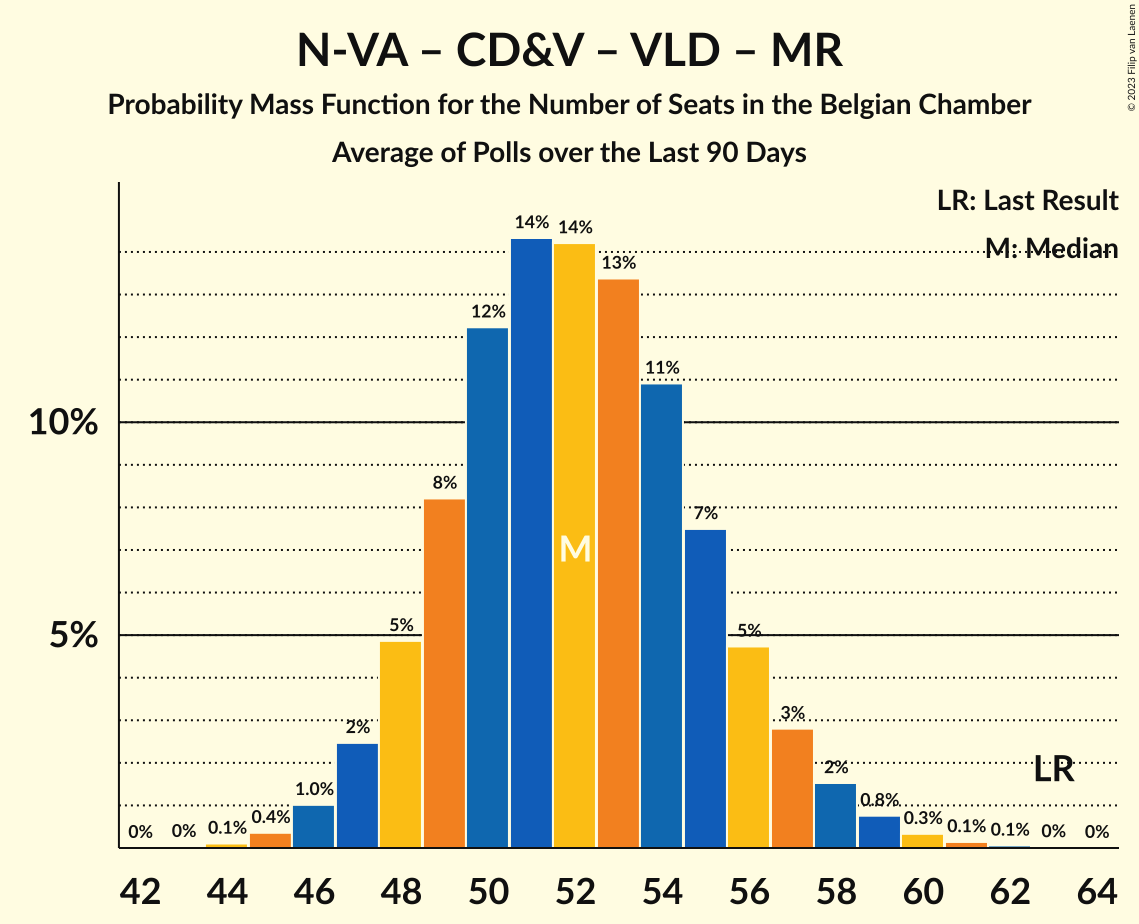 N-VA – CD&V – VLD – MR
Probability Mass Function for the Number of Seats in the Belgian Chamber
Average of Polls over the Last 90 Days
© 2023 Filip van Laenen
LR: Last Result
M: Median
10%
5%
0%
0%
0.1%
0.4%
1.0%
2%
5%
8%
12%
14%
14%
13%
11%
7%
5%
3%
2%
0.8%
0.3%
0.1%
0.1%
0%
0%
M
LR
42 44 46 48 50 52 54 56 58 60 62 64